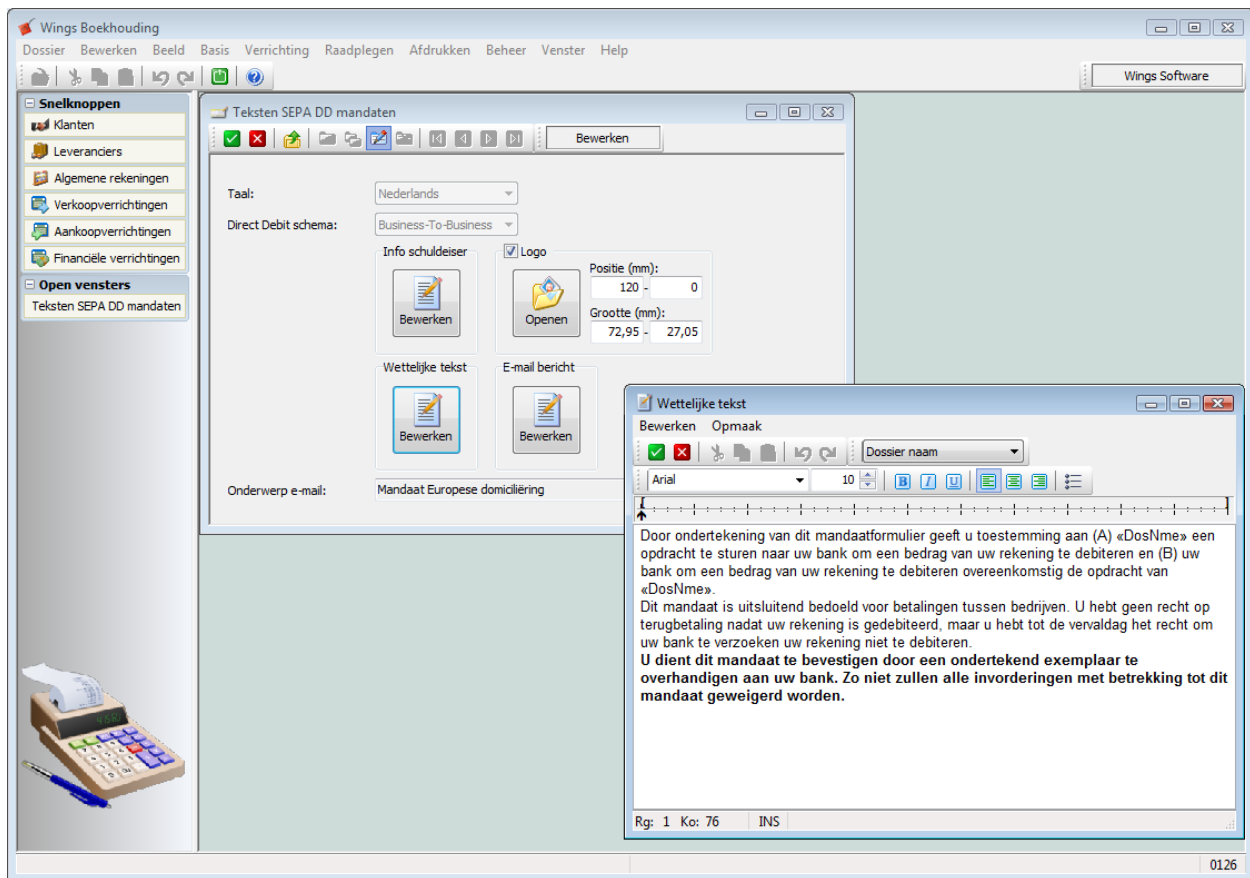 Wings Boekhouding
Dossier Bewerken Beeld Basis Verrichting Raadplegen Afdrukken Beheer Venster Help
Wings Software
Snelknoppen
Klanten
Leveranciers
Algemene rekeningen
Verkoopverrichtingen
Aankoopverrichtingen
Financiële verrichtingen
Open vensters
Teksten SEPA DD mandaten
Teksten SEPA DD mandaten
Bewerken
Taal:
Nederlands
Direct Debit schema:
Business-To-Business
Info schuldeiser
Bewerken
Logo
Openen
Positie (mm):
120 - 0
Grootte (mm):
72,95 - 27,05
Wettelijke tekst
Bewerken
E-mail bericht
Bewerken
Onderwerp e-mail:
Mandaat Europese domiciliëring
Wettelijke tekst
Bewerken Opmaak
Dossier naam
Arial 10 B I U
Door ondertekening van dit mandaatformulier geeft u toestemming aan (A) «DosNme» een
opdracht te sturen naar uw bank om een bedrag van uw rekening te debiteren en (B) uw
bank om een bedrag van uw rekening te debiteren overeenkomstig de opdracht van
«DosNme».
Dit mandaat is uitsluitend bedoeld voor betalingen tussen bedrijven. U hebt geen recht op
terugbetaling nadat uw rekening is gedebiteerd, maar u hebt tot de vervaldag het recht om
uw bank te verzoeken uw rekening niet te debiteren.
U dient dit mandaat te bevestigen door een ondertekend exemplaar te
overhandigen aan uw bank. Zo niet zullen alle invorderingen met betrekking tot dit
mandaat geweigerd worden.
Rg: 1 Ko: 76 INS
0126